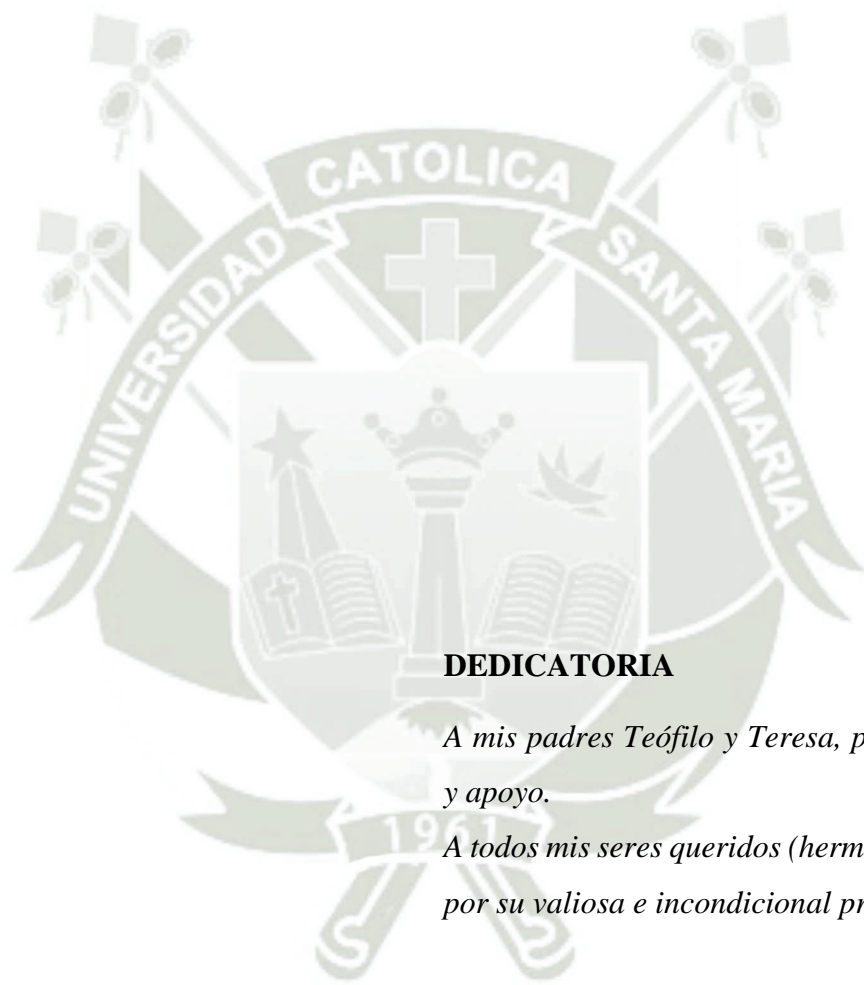 CATOLICA
UNIVERSIDAD
SANTA MARIA
DEDICATORIA
A mis padres Teófilo y Teresa, p
y apoyo.
1961
A todos mis seres queridos (herm
por su valiosa e incondicional pr